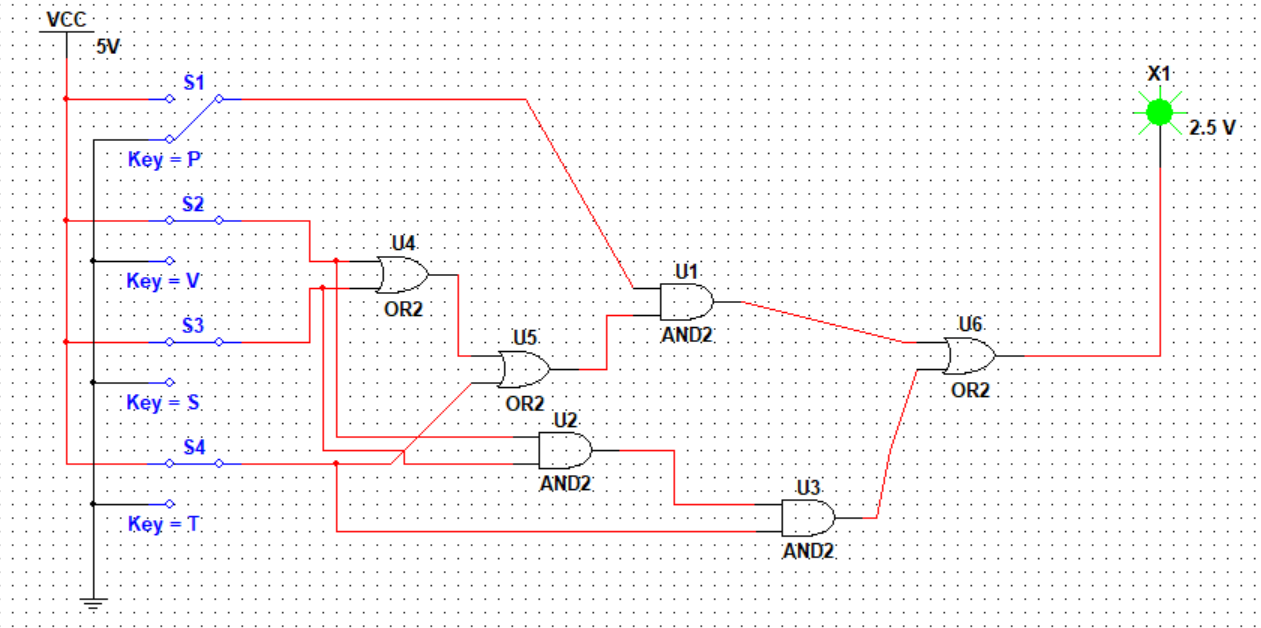 VCC
5V
S1
Key = P
S2
Key = V
S3
Key = S
S4
Key = T
U4
OR2
U5
OR2
U2
AND2
U1
AND2
U3
AND2
U6
OR2
X1
2.5 V